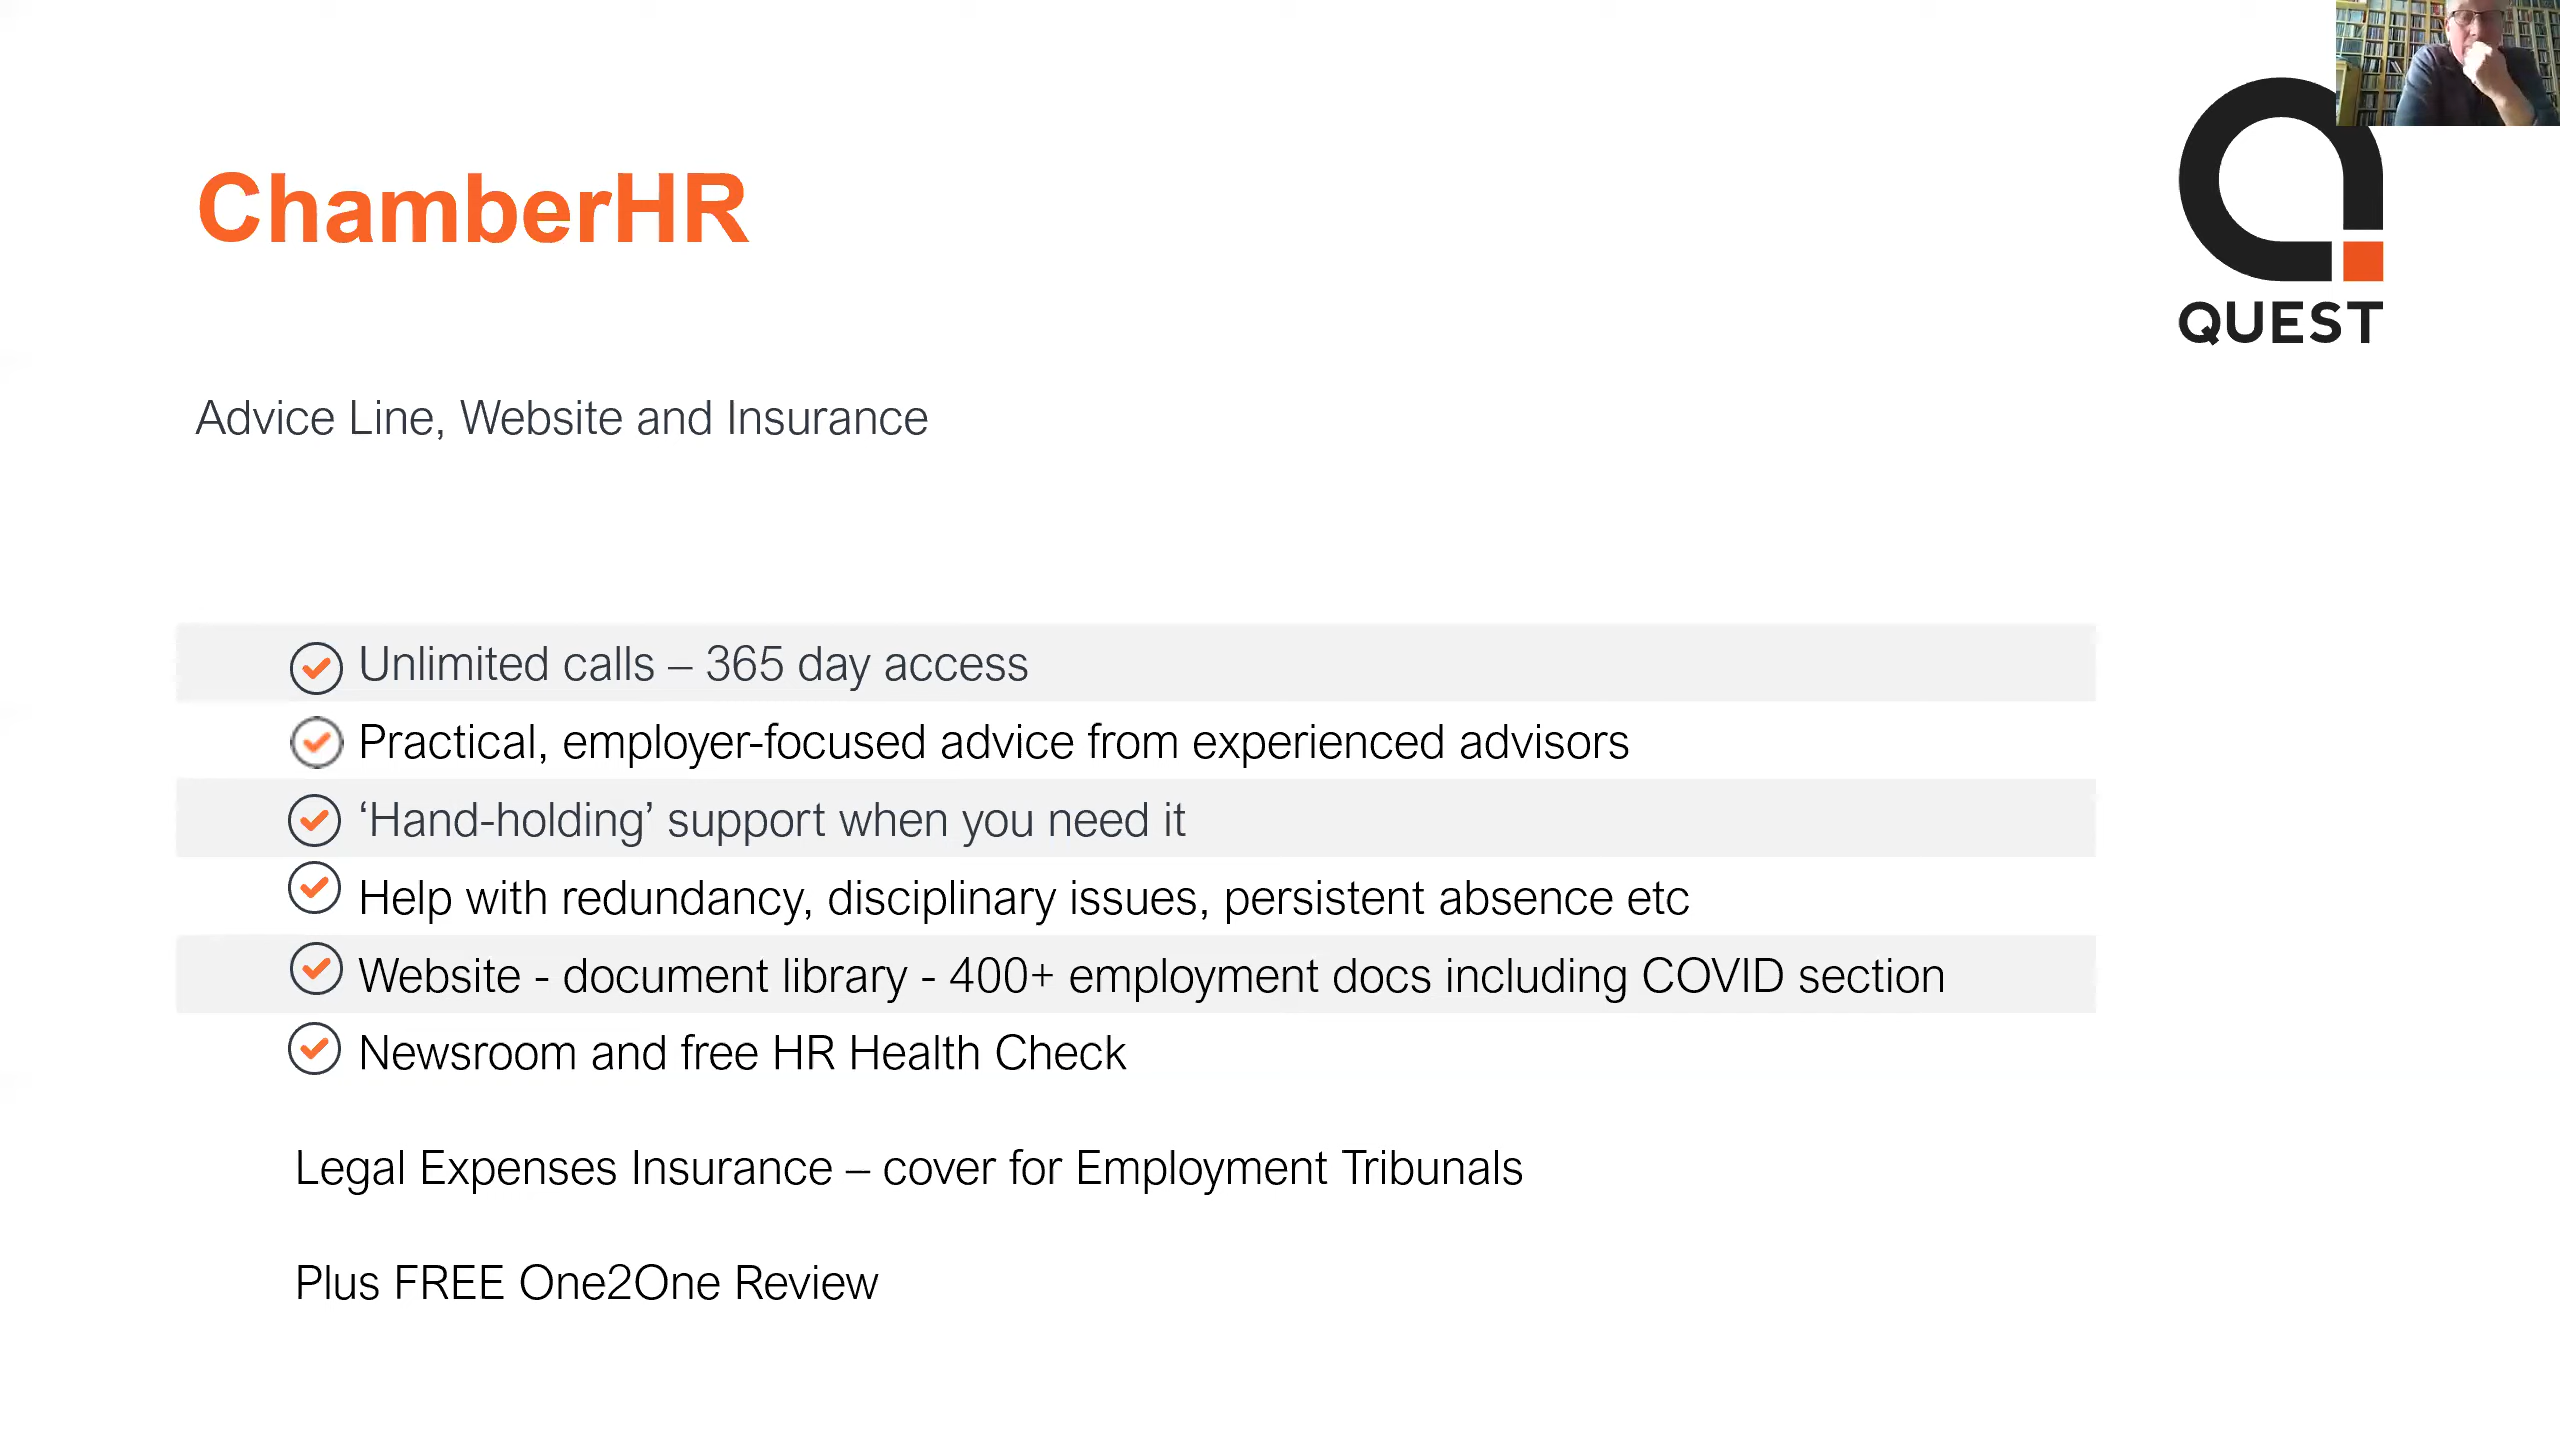 ChamberHR
QUEST
Advice Line, Website and Insurance
Unlimited calls – 365 day access
Practical, employer-focused advice from experienced advisors
‘Hand-holding’ support when you need it
Help with redundancy, disciplinary issues, persistent absence etc
Website - document library - 400+ employment docs including COVID section
Newsroom and free HR Health Check
Legal Expenses Insurance – cover for Employment Tribunals
Plus FREE One2One Review